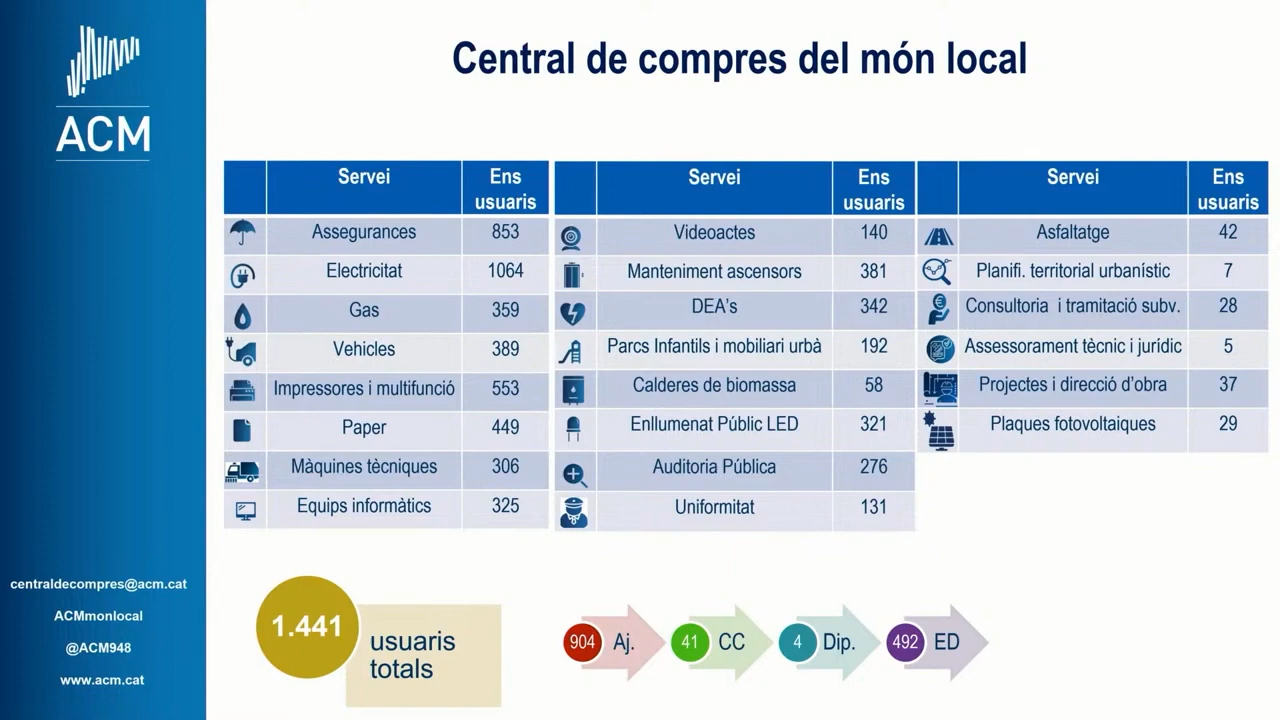 ACM
Central de compres del món local
Servei Ens usuaris
Assegurances 853
Electricitat 1064
Gas 359
Vehicles 389
Impressores i multifunció 553
Paper 449
Màquines tècniques 306
Equips informàtics 325
Servei Ens usuaris
Videoactes 140
Manteniment ascensors 381
DEA's 342
Parcs Infantils i mobiliari urbà 192
Calderes de biomassa 58
Enllumenat Públic LED 321
Auditoria Pública 276
Uniformitat 131
Servei Ens usuaris
Asfaltatge 42
Planifi. territorial urbanístic 7
Consultoria i tramitació subv. 28
Assessorament tècnic i jurídic 5
Projectes i direcció d'obra 37
Plaques fotovoltaiques 29
centraldecompres@acm.cat
ACMmonlocal
@ACM948
www.acm.cat
1.441
usuaris
totals
904 Aj.
41 CC
4 Dip.
492 ED